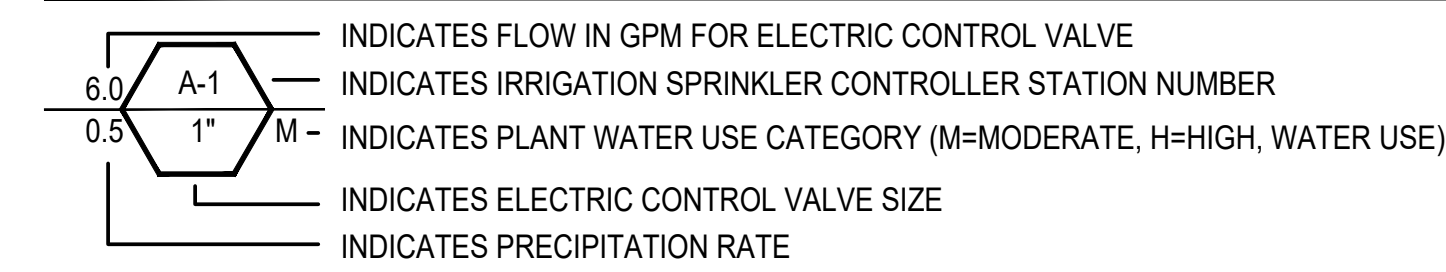 INDICATES FLOW IN GPM FOR ELECTRIC CONTROL VALVE
6.0 A-1 INDICATES IRRIGATION SPRINKLER CONTROLLER STATION NUMBER
0.5 1" M INDICATES PLANT WATER USE CATEGORY (M=MODERATE, H=HIGH, WATER USE)
INDICATES ELECTRIC CONTROL VALVE SIZE
INDICATES PRECIPITATION RATE